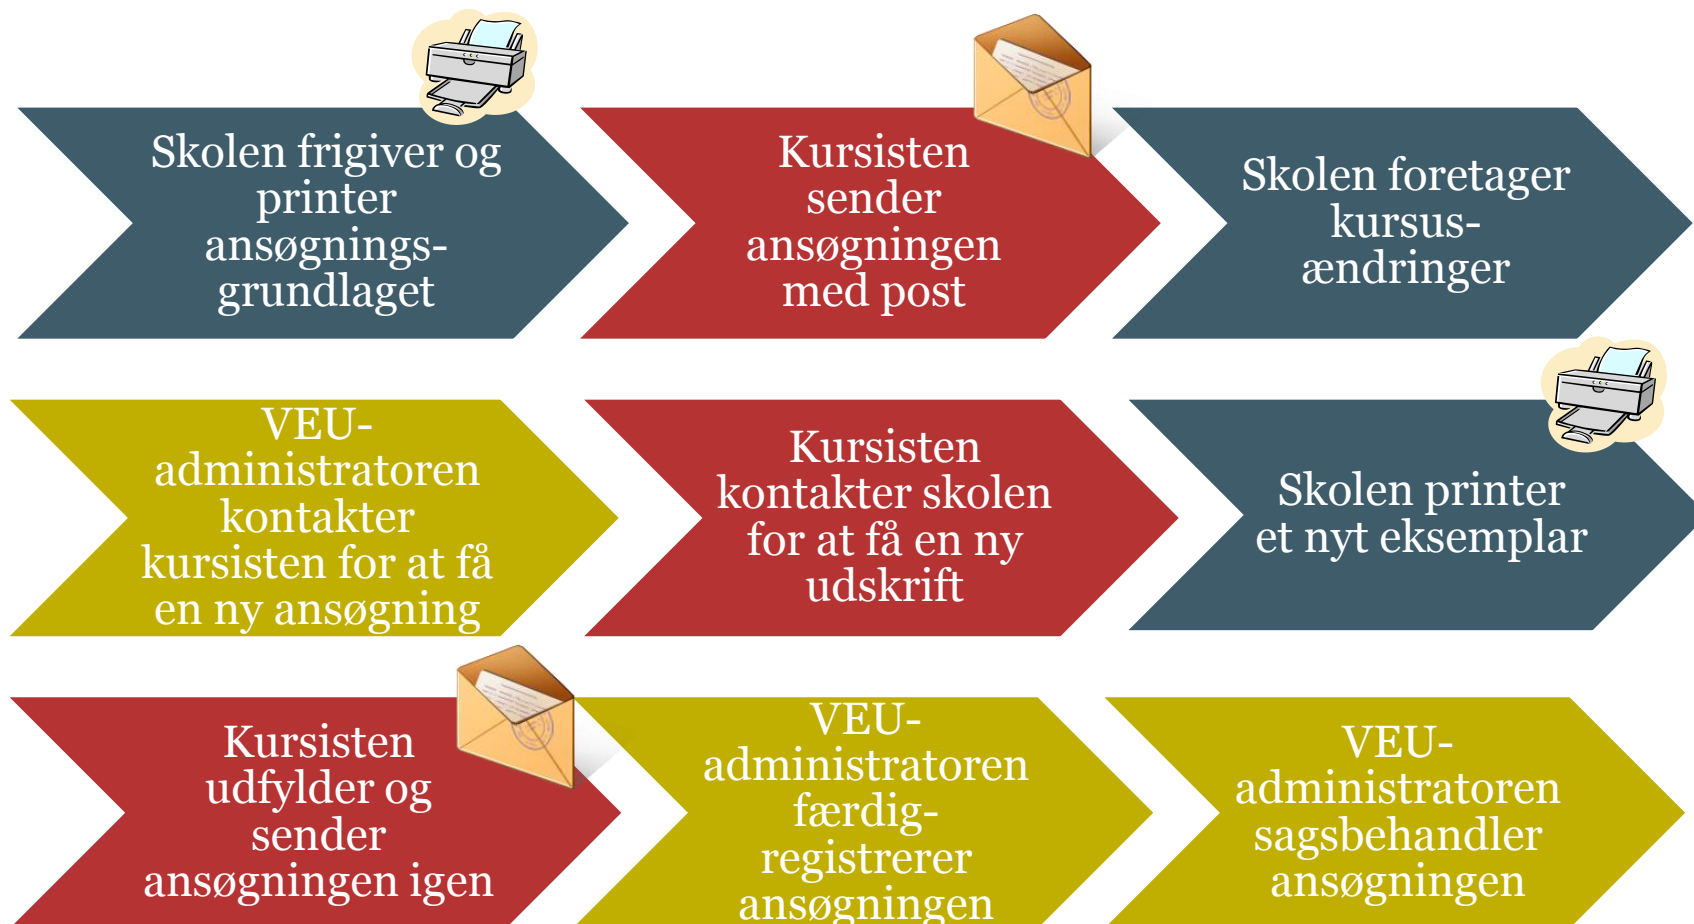 Skolen frigiver og
printer
ansøgnings-
grundlaget
Kursisten
sender
ansøgningen
med post
Skolen foretager
kursus-
ændringer
VEU-
administratoren
kontakter
kursisten for at få
en ny ansøgning
Kursisten
kontakter skolen
for at få en ny
udskrift
Skolen printer
et nyt eksemplar
Kursisten
udfylder og
sender
ansøgningen igen
VEU-
administratoren
færdig-
registrerer
ansøgningen
VEU-
administratoren
sagsbehandler
ansøgningen